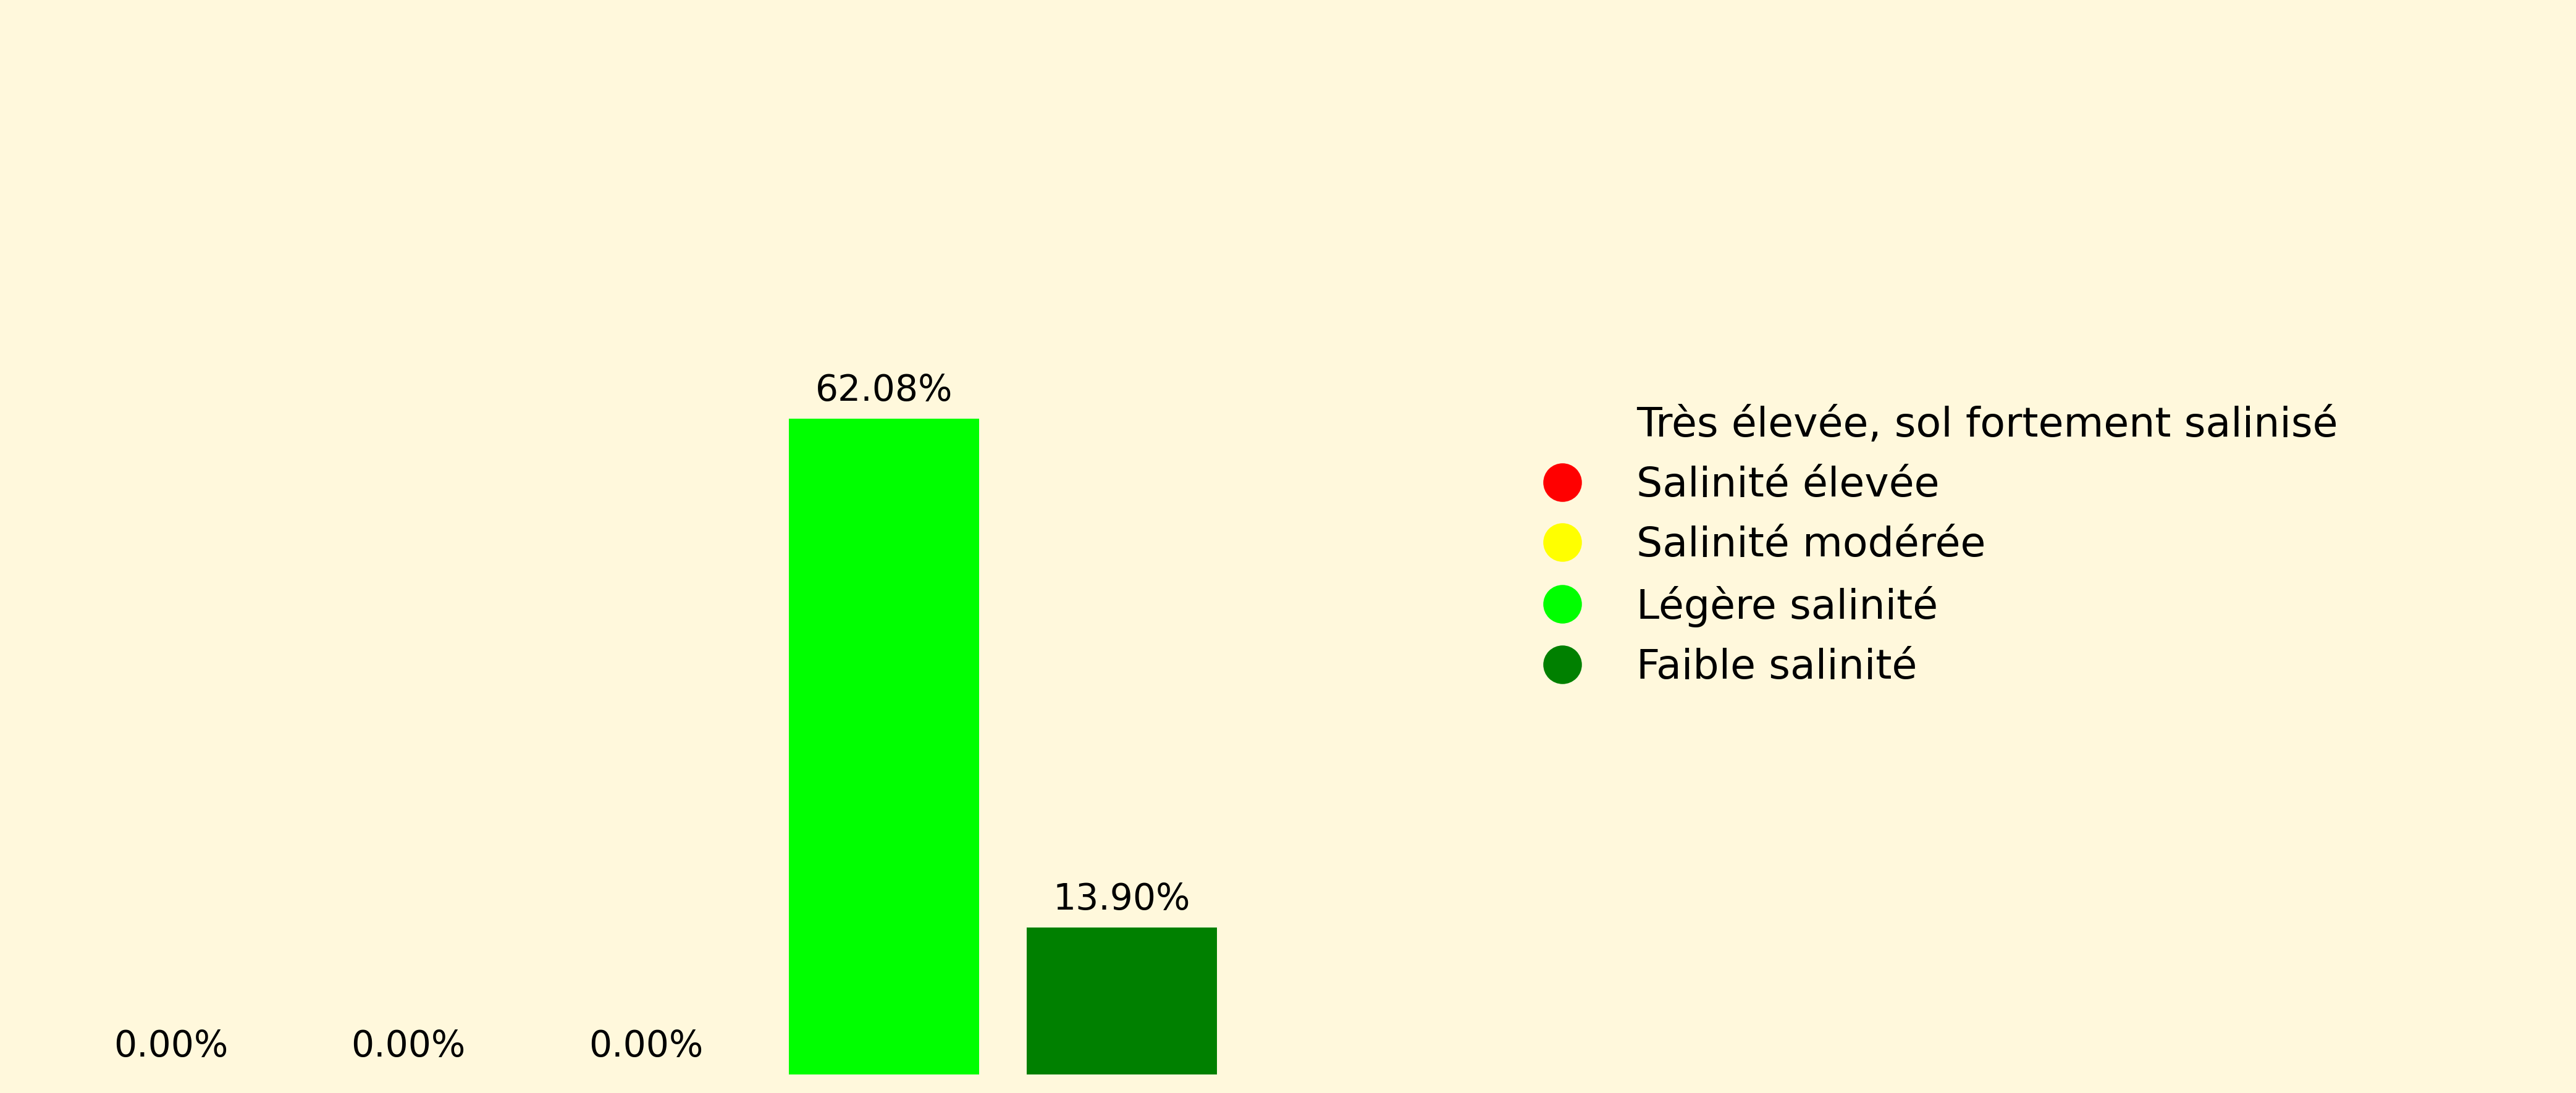 62.08%
13.90%
0.00%
0.00%
0.00%
Très élevée, sol fortement salinisé
Salinité élevée
Salinité modérée
Légère salinité
Faible salinité